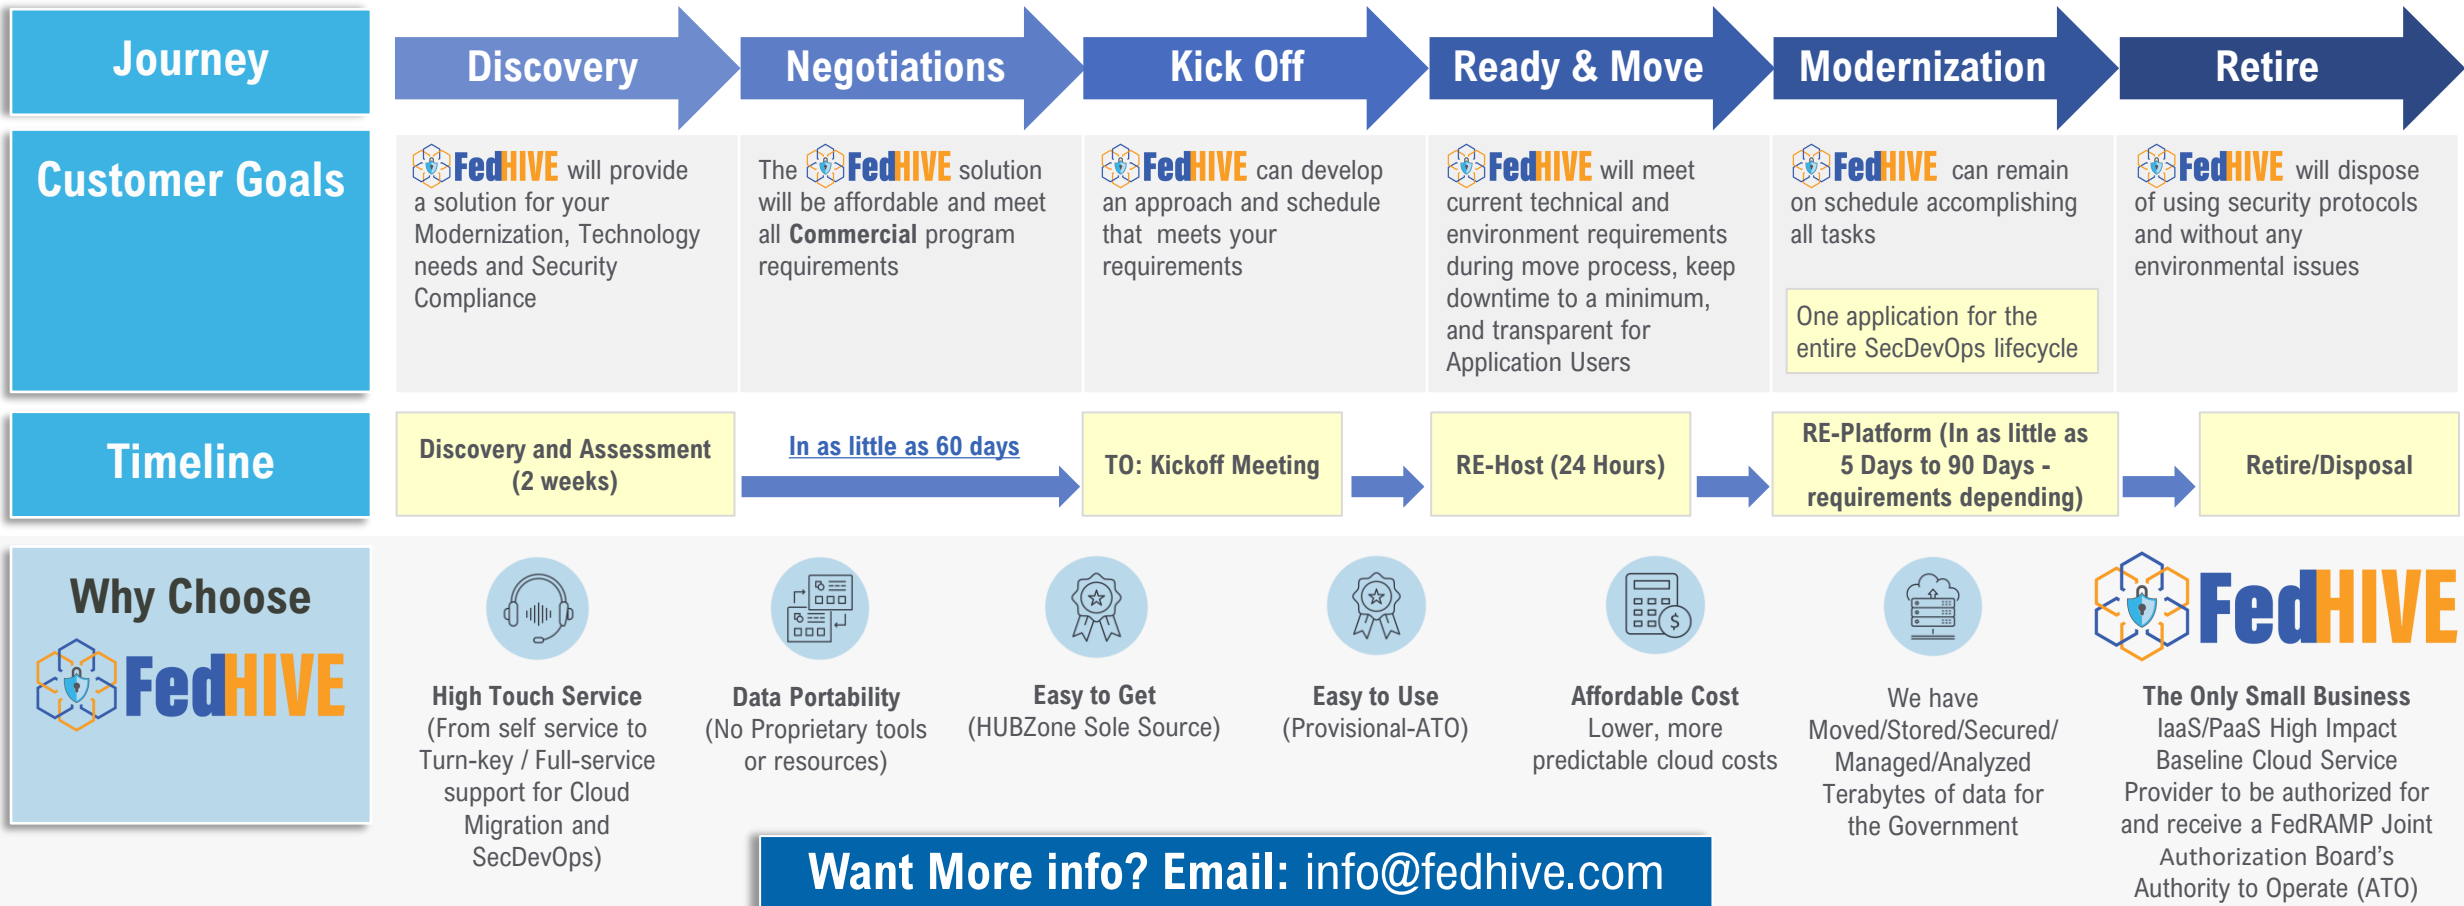 Journey
Discovery
Negotiations
Kick Off
Ready & Move
Modernization
Retire
Customer Goals
FedHIVE will provide
a solution for your
Modernization, Technology
needs and Security
Compliance
The FedHIVE solution
will be affordable and meet
all Commercial program
requirements
FedHIVE can develop
an approach and schedule
that meets your
requirements
FedHIVE will meet
current technical and
environment requirements
during move process, keep
downtime to a minimum,
and transparent for
Application Users
FedHIVE can remain
on schedule accomplishing
all tasks
One application for the
entire SecDevOps lifecycle
FedHIVE will dispose
of using security protocols
and without any
environmental issues
Timeline
Discovery and Assessment
(2 weeks)
In as little as 60 days
TO: Kickoff Meeting
RE-Host (24 Hours)
RE-Platform (In as little as
5 Days to 90 Days -
requirements depending)
Retire/Disposal
Why Choose
FedHIVE
High Touch Service
(From self service to
Turn-key / Full-service
support for Cloud
Migration and
SecDevOps)
Data Portability
(No Proprietary tools
or resources)
Easy to Get
(HUBZone Sole Source)
Easy to Use
(Provisional-ATO)
$
Affordable Cost
Lower, more
predictable cloud costs
We have
Moved/Stored/Secured/
Managed/Analyzed
Terabytes of data for
the Government
FedHIVE
The Only Small Business
IaaS/PaaS High Impact
Baseline Cloud Service
Provider to be authorized for
and receive a FedRAMP Joint
Authorization Board's
Authority to Operate (ATO)
Want More info? Email: info@fedhive.com